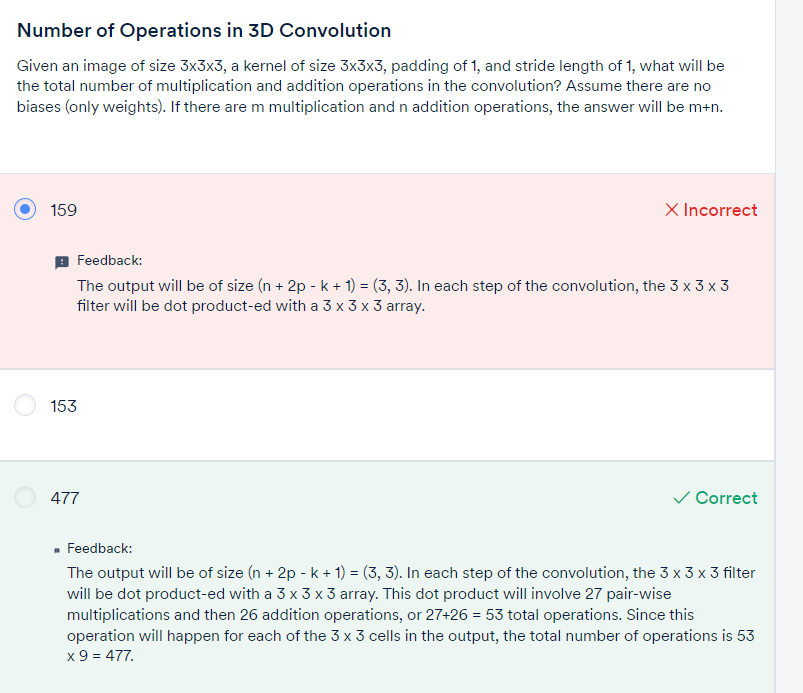 Number of Operations in 3D Convolution
Given an image of size 3x3x3, a kernel of size 3x3x3, padding of 1, and stride length of 1, what will be
the total number of multiplication and addition operations in the convolution? Assume there are no
biases (only weights). If there are m multiplication and n addition operations, the answer will be m+n.
159
Incorrect
Feedback:
The output will be of size (n + 2p - k + 1) = (3, 3). In each step of the convolution, the 3 x 3 x 3
filter will be dot product-ed with a 3 x 3 x 3 array.
153
477
Correct
Feedback:
The output will be of size (n + 2p - k + 1) = (3, 3). In each step of the convolution, the 3 x 3 x 3 filter
will be dot product-ed with a 3 x 3 x 3 array. This dot product will involve 27 pair-wise
multiplications and then 26 addition operations, or 27+26 = 53 total operations. Since this
operation will happen for each of the 3 x 3 cells in the output, the total number of operations is 53
x 9 = 477.